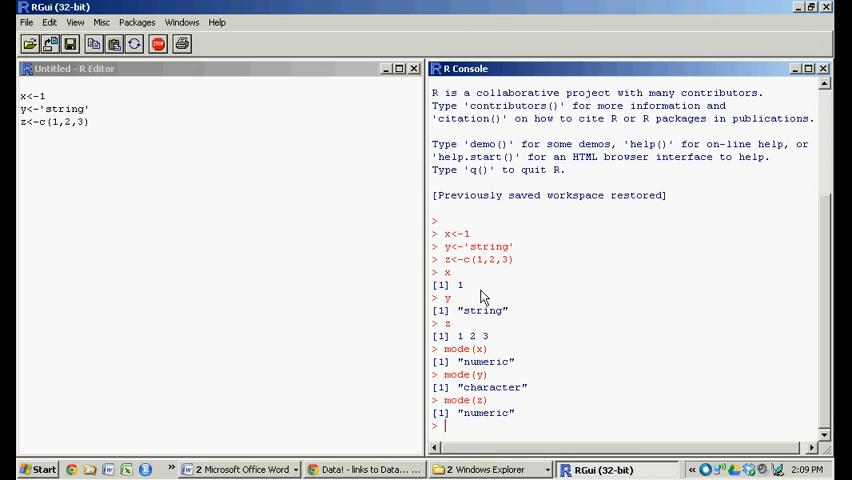 RGui (32-bit)
File Edit View Misc Packages Windows Help
Untitled - R Editor
x<-1
y<-'string'
z<-c(1,2,3)
R Console
R is a collaborative project with many contributors.
Type 'contributors()' for more information and
'citation()' on how to cite R or R packages in publications.
Type 'demo()' for some demos, 'help()' for on-line help, or
'help.start()' for an HTML browser interface to help.
Type 'q()' to quit R.
[Previously saved workspace restored]
>
> x<-1
> y<-'string'
> z<-c(1,2,3)
> x
[1] 1
> y
[1] "string"
> z
[1] 1 2 3
> mode(x)
[1] "numeric"
> mode(y)
[1] "character"
> mode(z)
[1] "numeric"
>
Start » 2 Microsoft Office Word Data! - links to Data... 2 Windows Explorer RGui (32-bit) « 2:09 PM